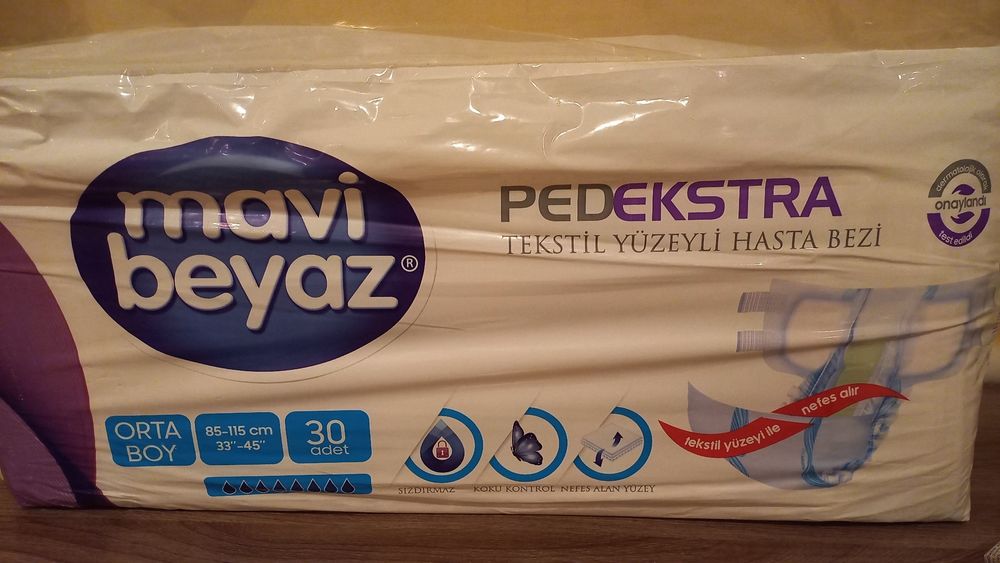 mavi
beyaz®
PEDEKSTRA
TEKSTİL YÜZEYLİ HASTA BEZİ
dermatolojik olarak
onaylandı
test edildi
tekstil yüzeyi ile
nefes alır
ORTA
BOY
85-115 cm
33"-45"
30
adet
SIZDIRMAZ
KOKU KONTROL
NEFES ALAN YÜZEY